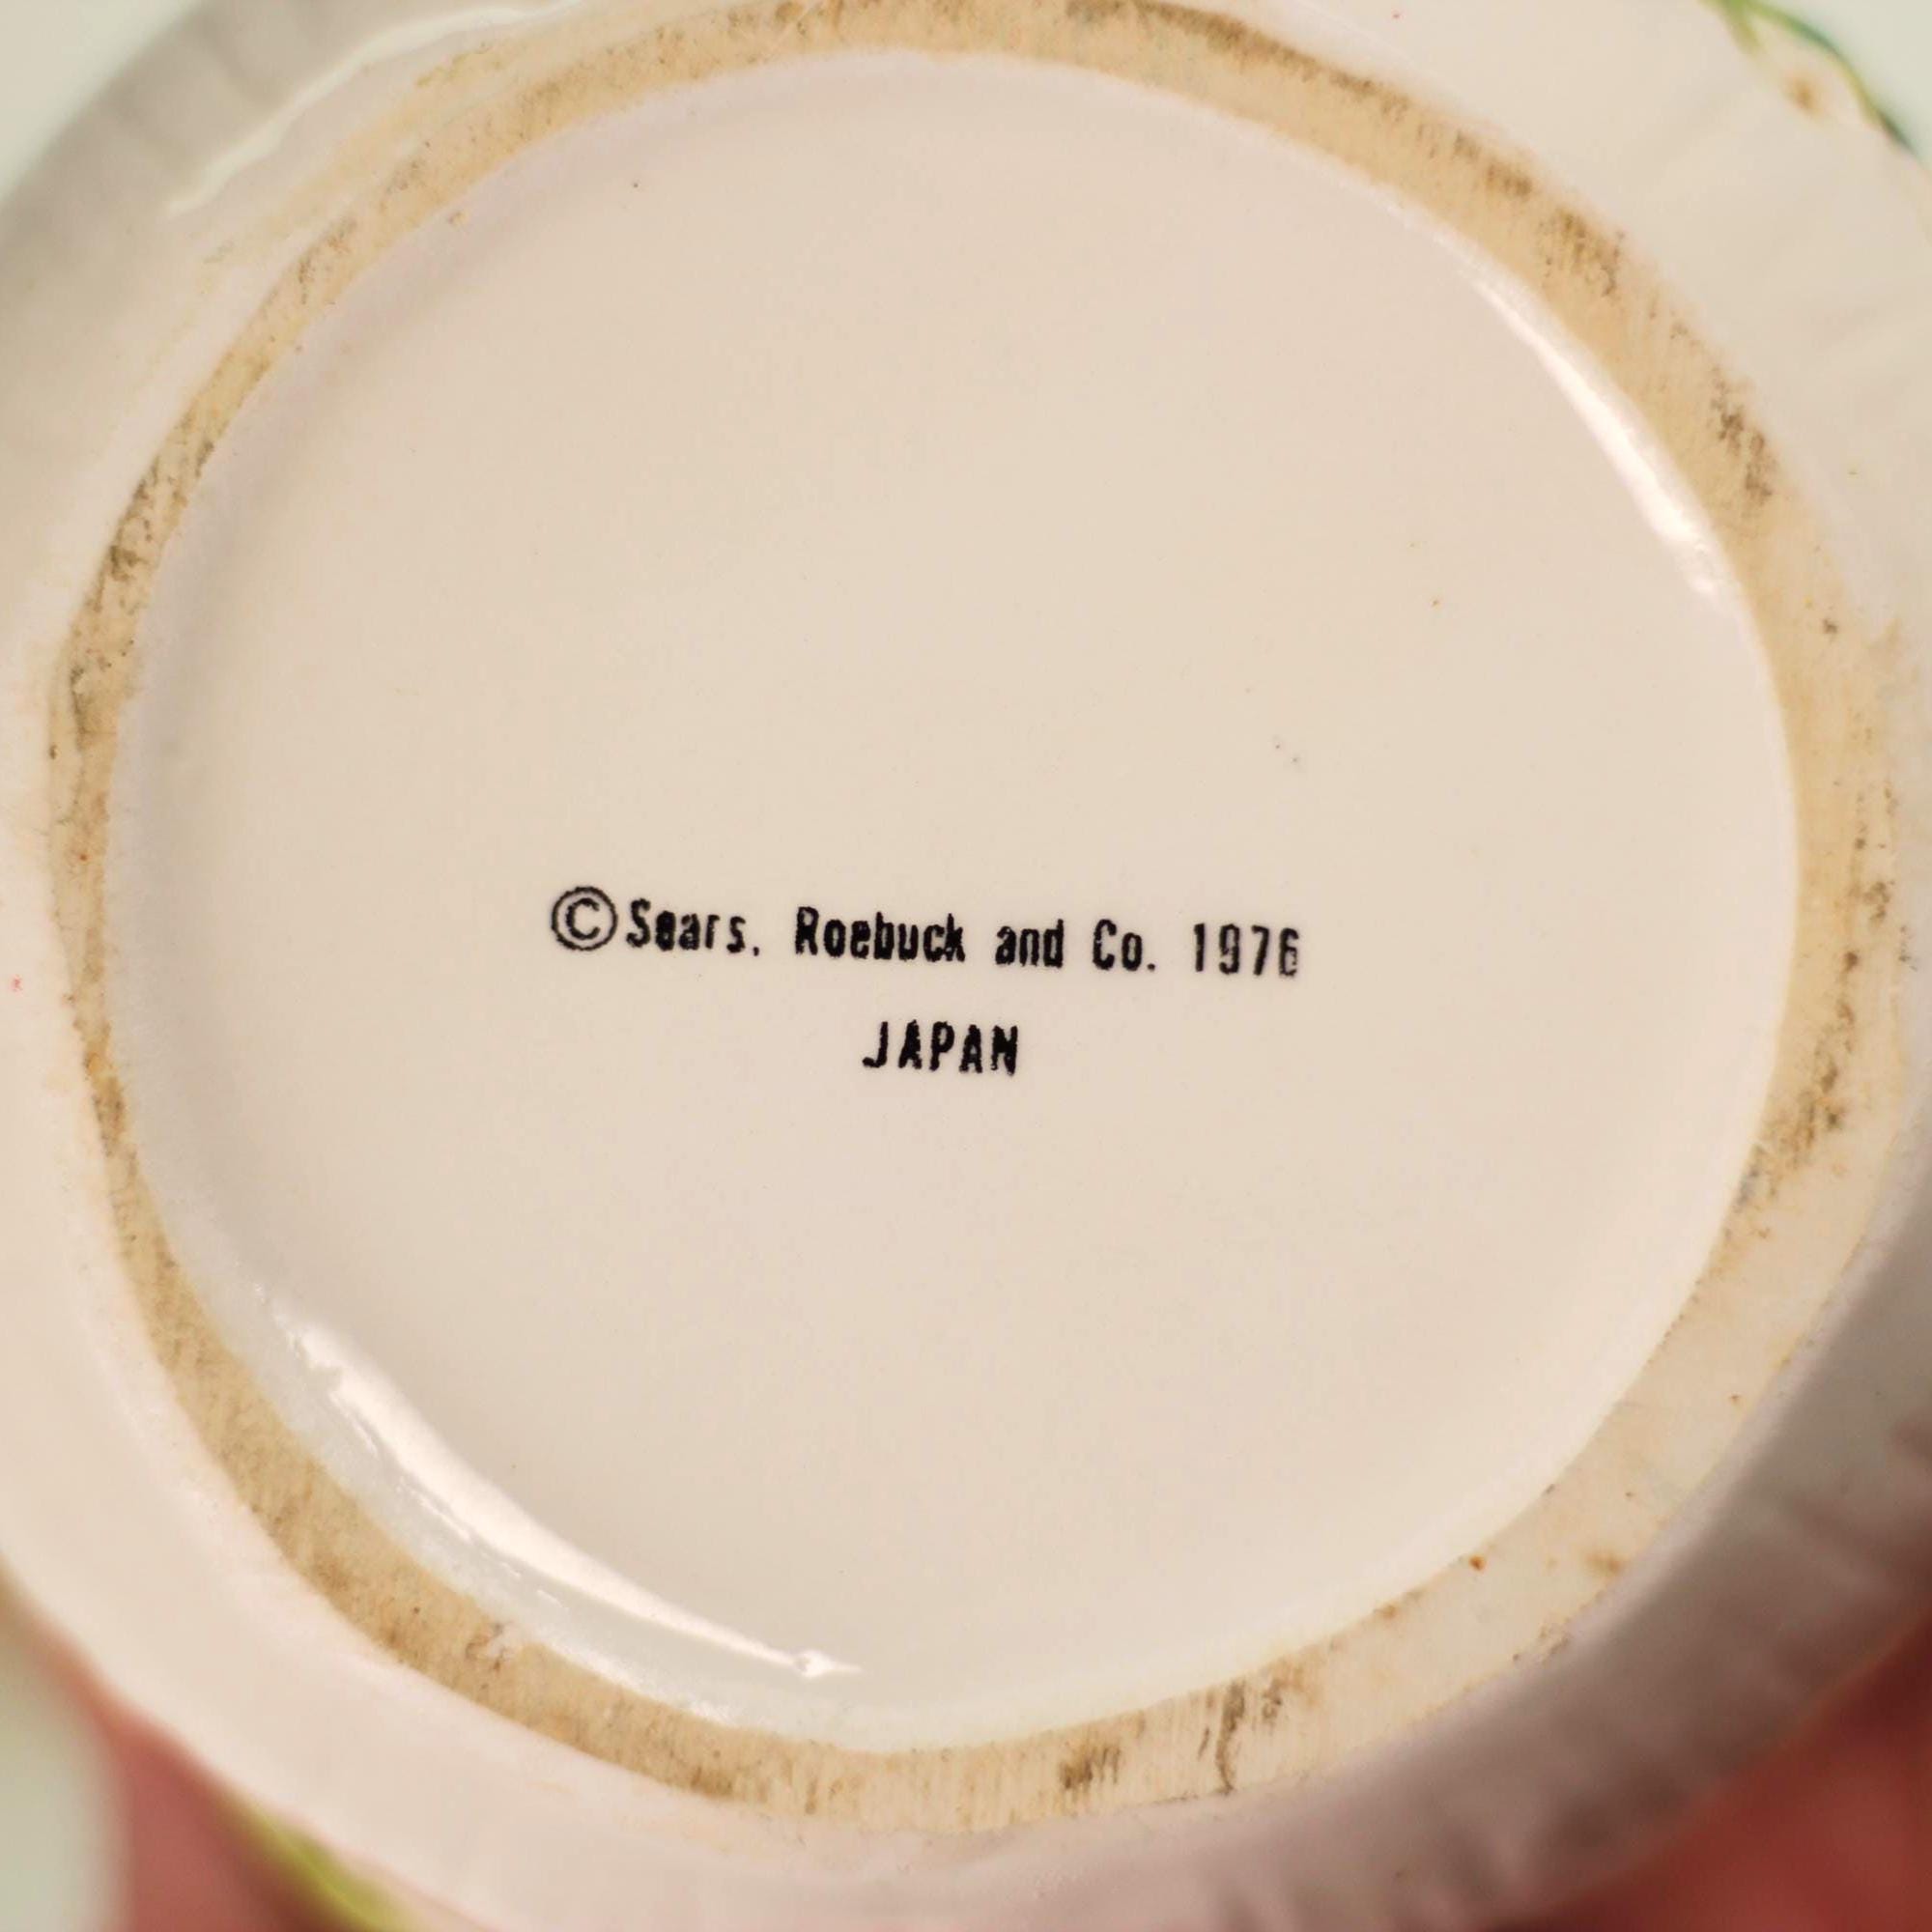 ©Sears, Roebuck and Co. 1976
JAPAN